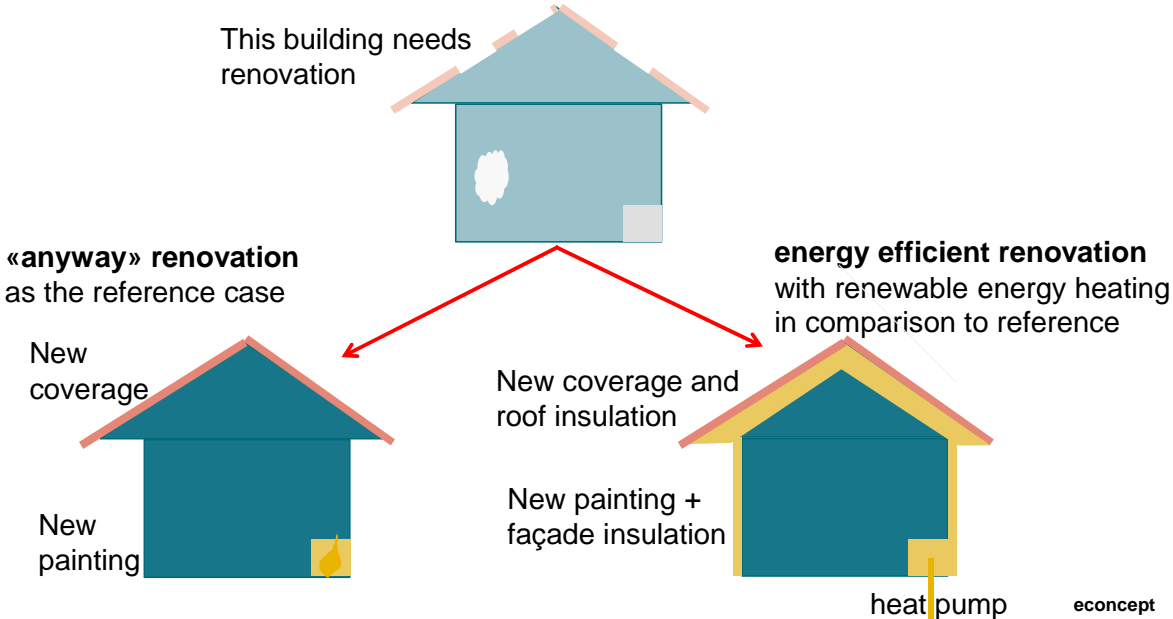 This building needs
renovation
«anyway» renovation
as the reference case
energy efficient renovation
with renewable energy heating
in comparison to reference
New
coverage
New
painting
New coverage and
roof insulation
New painting +
façade insulation
heat pump
econcept